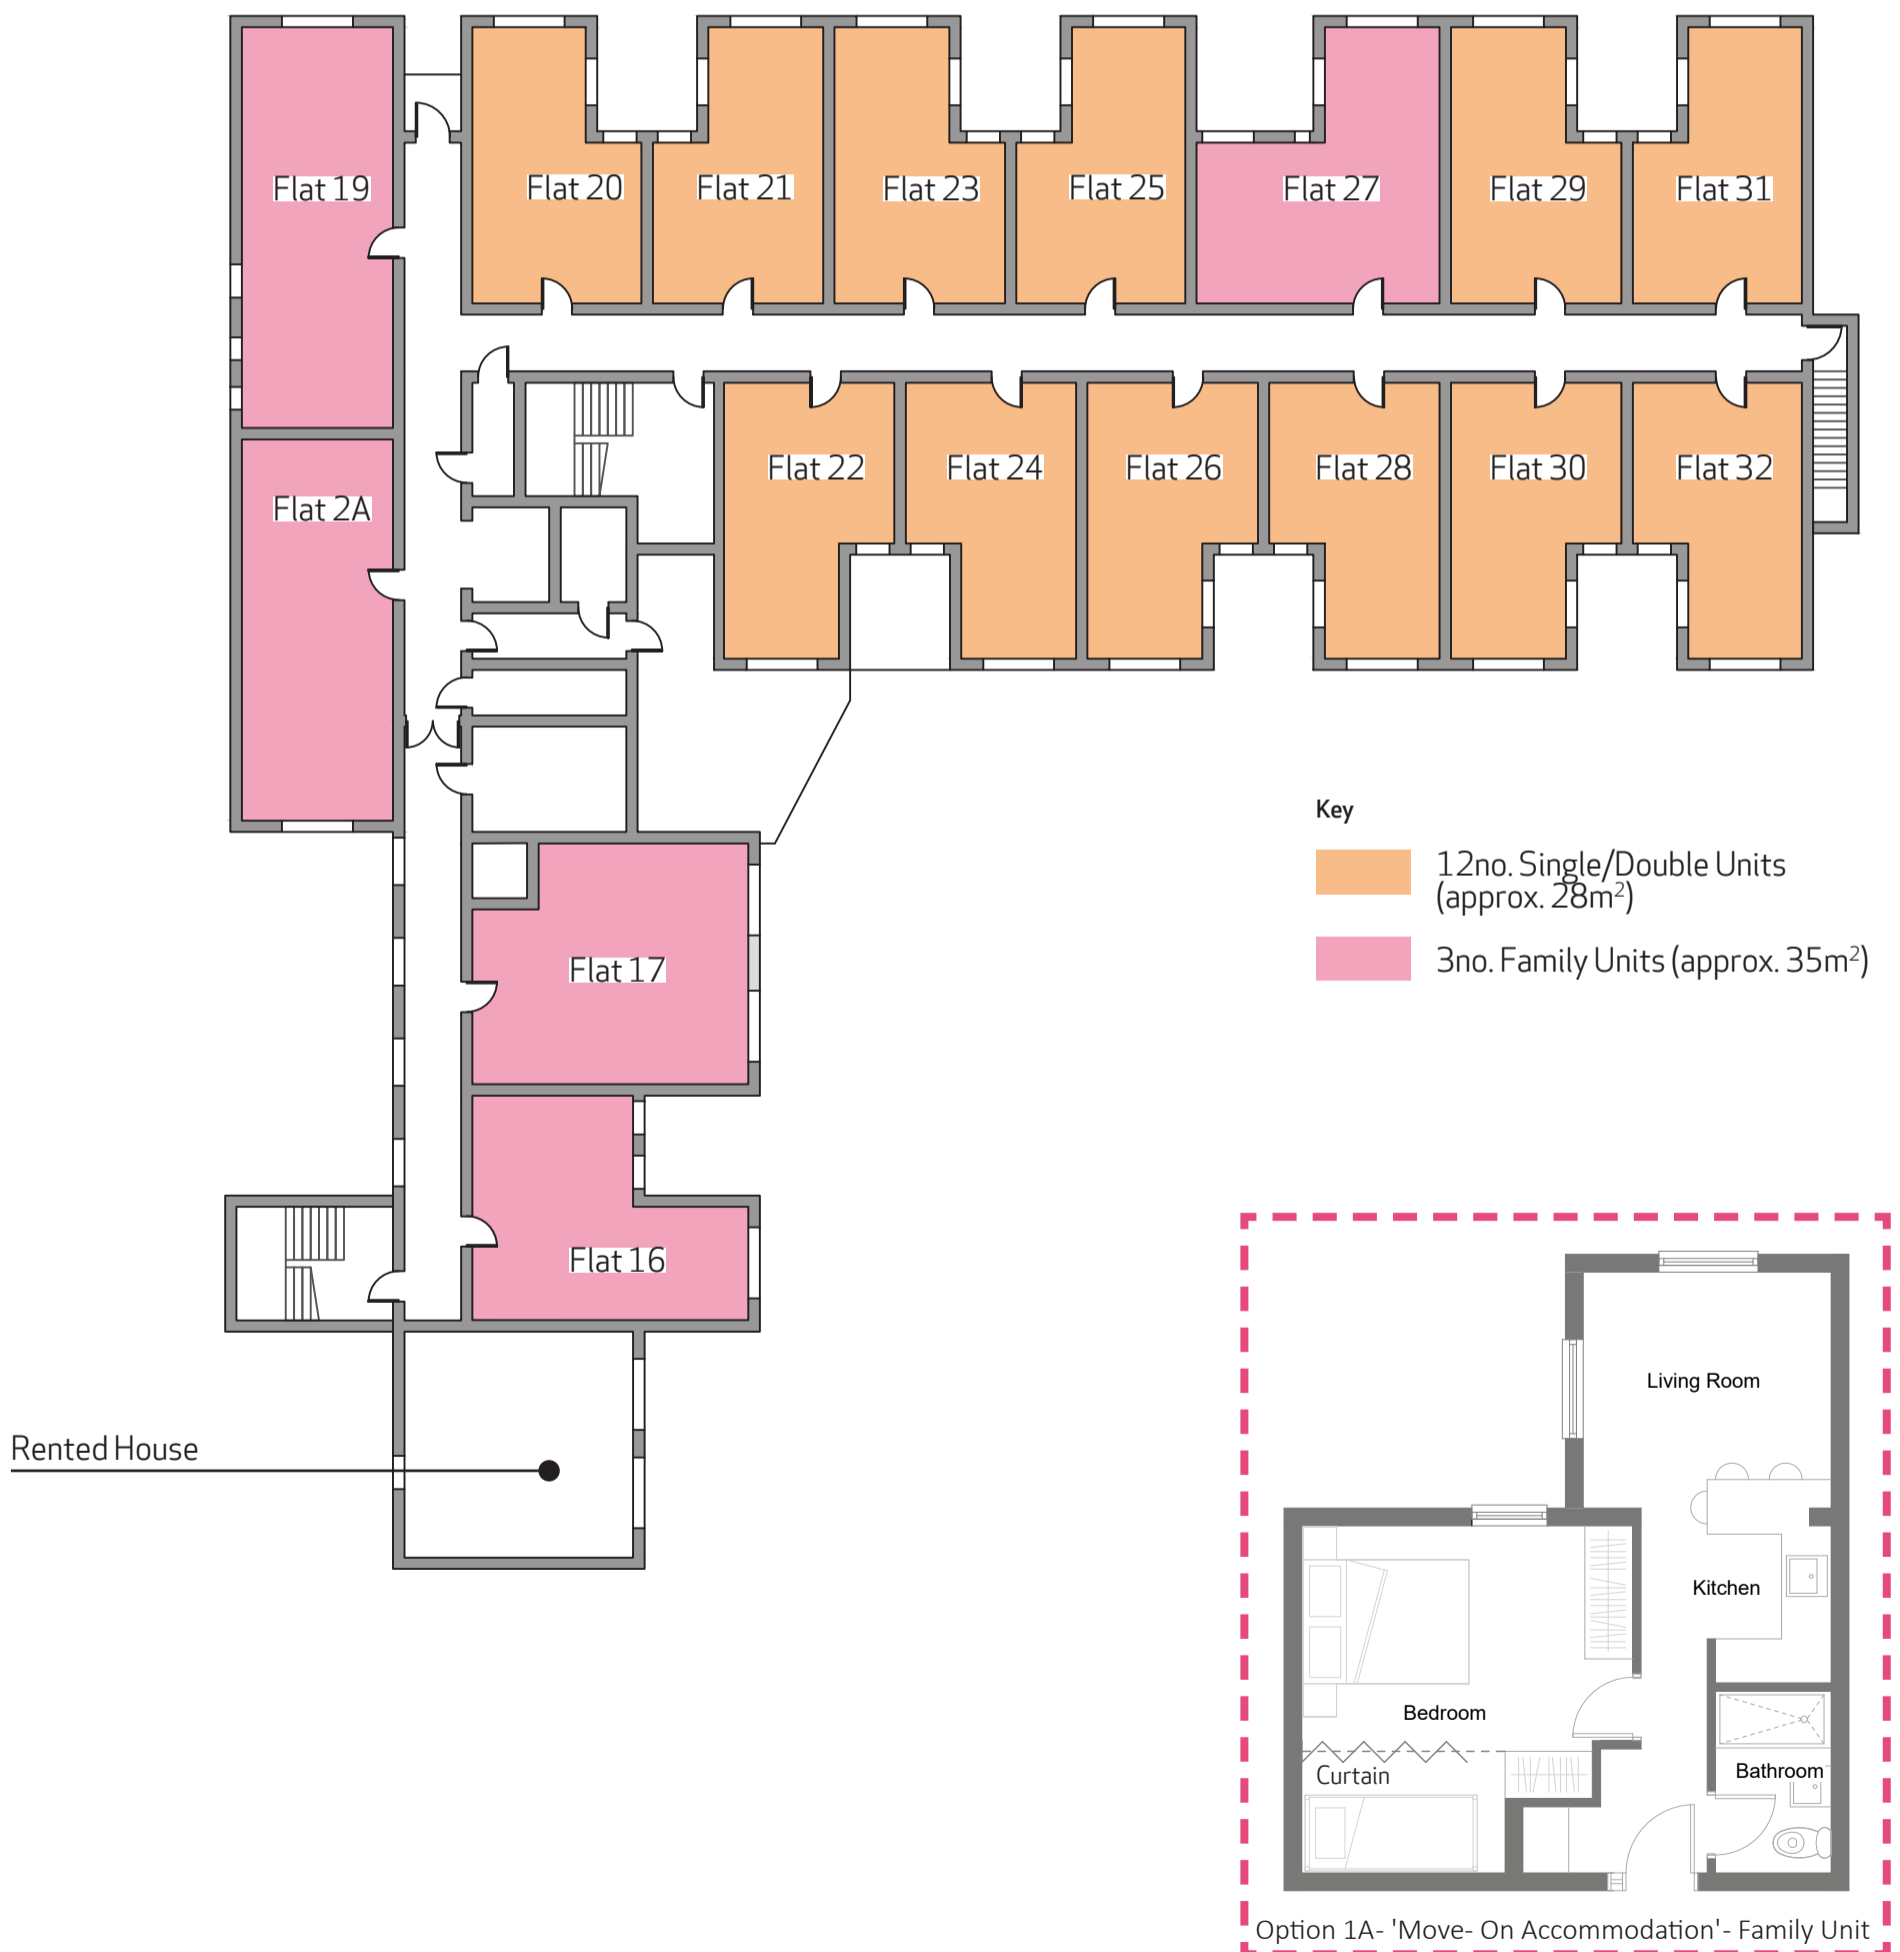 Flat 19
Flat 20
Flat 21
Flat 23
Flat 25
Flat 27
Flat 29
Flat 31
Flat 2A
Flat 22
Flat 24
Flat 26
Flat 28
Flat 30
Flat 32
Key
12no. Single/Double Units
(approx. 28m²)
3no. Family Units (approx. 35m²)
Flat 17
Flat 16
Rented House
Living Room
Kitchen
Bedroom
Curtain
Bathroom
Option 1A- 'Move- On Accommodation'- Family Unit